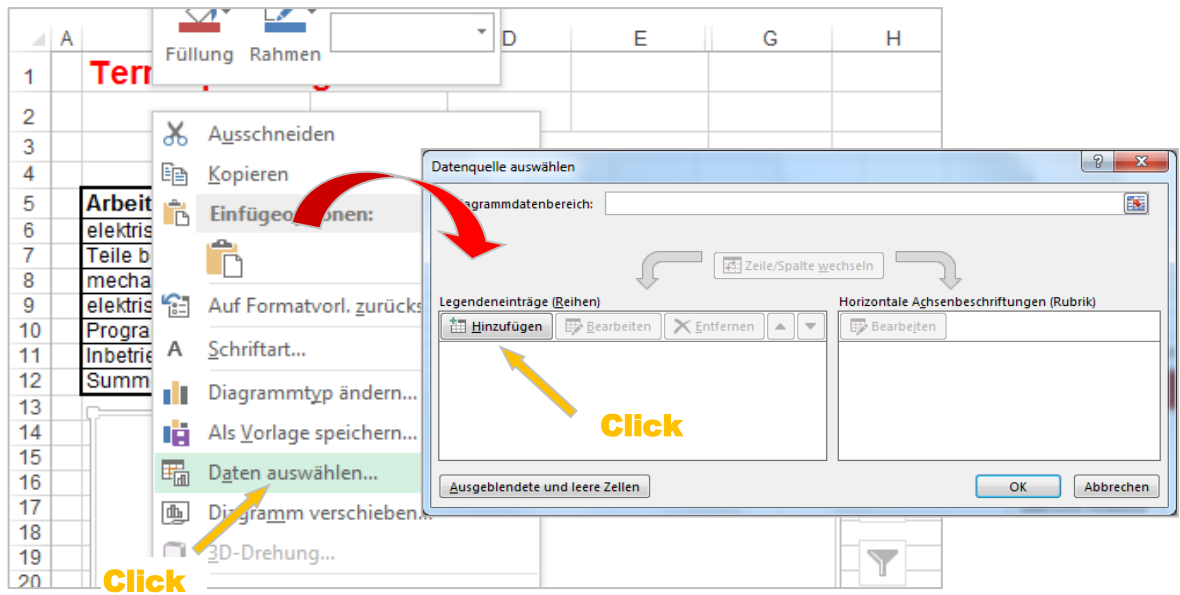 Füllung Rahmen
A D E G H
1
2
3
4
5 Arbeit
6 elektris
7 Teile b
8 mecha
9 elektris
10 Progra
11 Inbetrie
12 Summ
13
14
15
16
17
18
19
20
Ausschneiden
Kopieren
Auf Formatvorl. zurücks
Schriftart...
Diagrammtyp ändern...
Als Vorlage speichern...
Daten auswählen...
Diagramm verschieben...
3D-Drehung...
Click
Datenquelle auswählen
Zeile/Spalte wechseln
Legendeneinträge (Reihen)
Horizontale Achsenbeschriftungen (Rubrik)
Hinzufügen Bearbeiten Entfernen
Bearbeiten
Click
Ausgeblendete und leere Zellen
OK Abbrechen